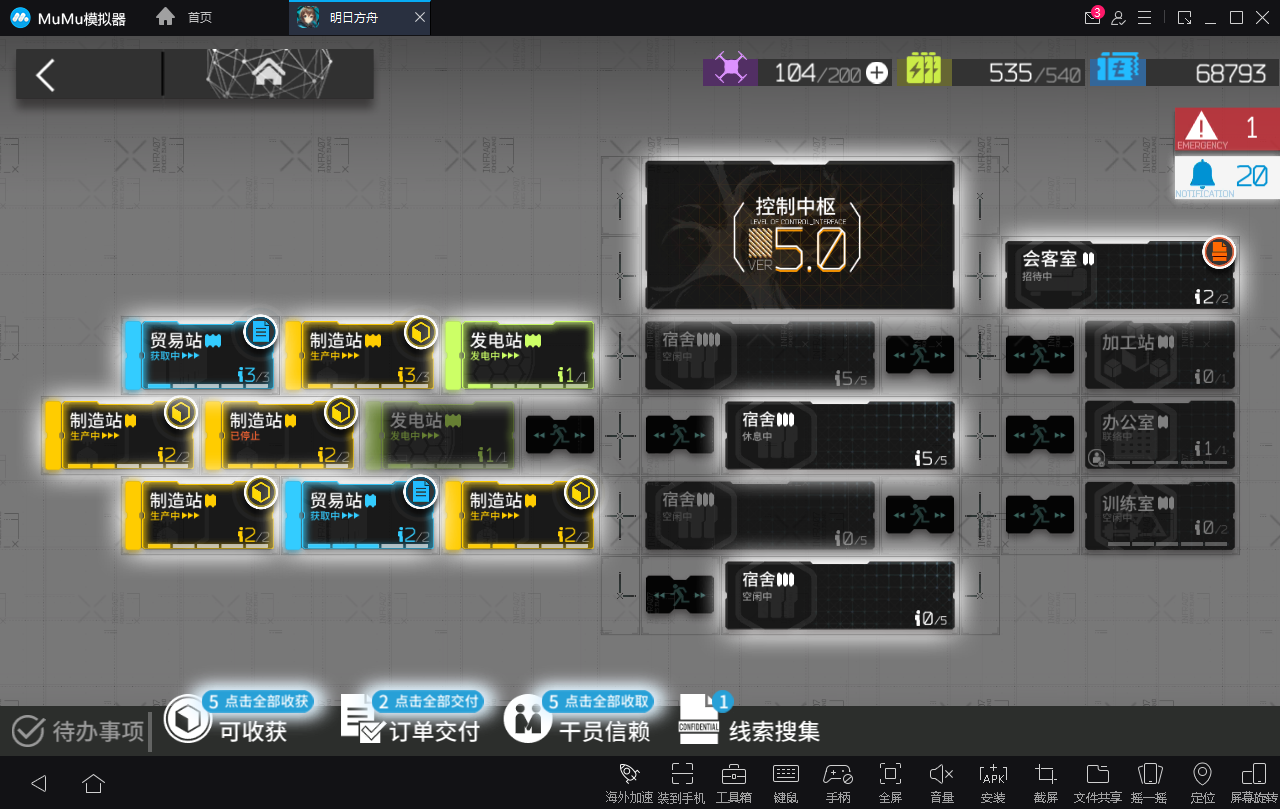 MuMu模拟器
首页
明日方舟
3
104/200
535/540
68793
1
EMERGENCY
20
NOTIFICATION
控制中枢
LEVEL OF CONTROL_INTERFACE
VER 5.0
会客室
招待中
2/2
贸易站
获取中
3/3
制造站
生产中
3/3
发电站
发电中
1/1
宿舍
空闲中
5/5
加工站
0/1
制造站
生产中
2/2
制造站
已停止
2/2
发电站
发电中
1/1
宿舍
休息中
5/5
办公室
联络中
1/1
制造站
生产中
2/2
贸易站
获取中
2/2
制造站
生产中
2/2
宿舍
空闲中
0/5
训练室
空闲中
0/2
宿舍
空闲中
0/5
待办事项
5 点击全部收获
可收获
2 点击全部交付
订单交付
5 点击全部收取
干员信赖
CONFIDENTIAL
1
线索搜集
海外加速
装到手机
工具箱
键鼠
手柄
全屏
音量
APK
安装
截屏
文件共享
摇一摇
定位
屏幕旋转